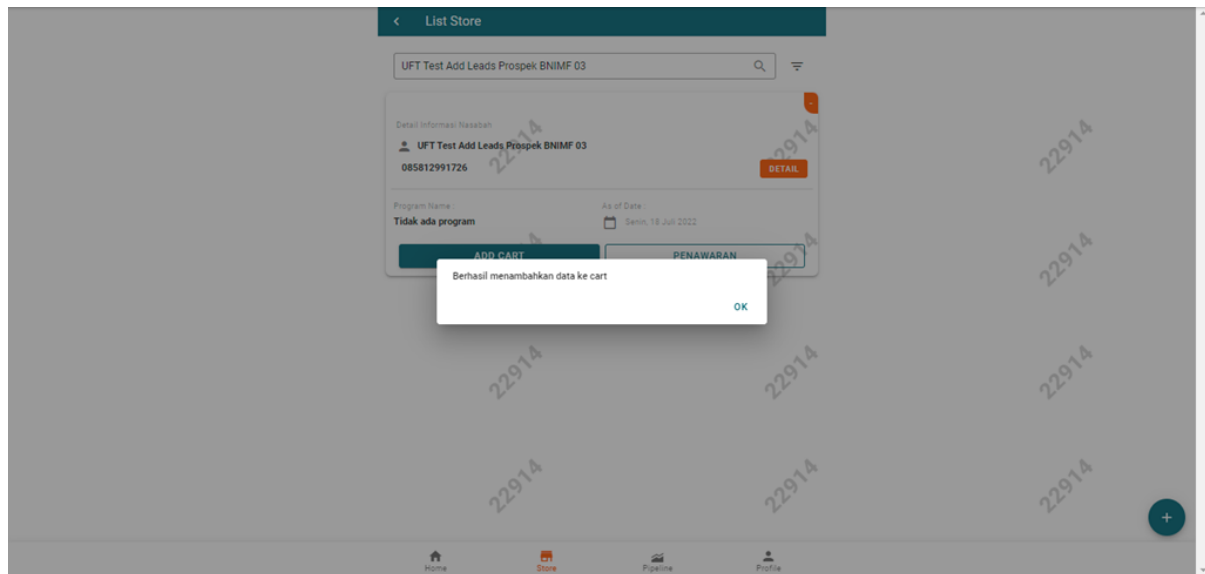 List Store
UFT Test Add Leads Prospek BNIMF 03
-
Detail Informasi Nasabah
UFT Test Add Leads Prospek BNIMF 03
085812991726
DETAIL
Program Name :
As of Date :
Tidak ada program
Senin, 18 Juli 2022
ADD CART
PENAWARAN
Berhasil menambahkan data ke cart
OK
22914
22914
22914
22914
22914
22914
22914
22914
22914
22914
22914
22914
+
Home
Store
Pipeline
Profile